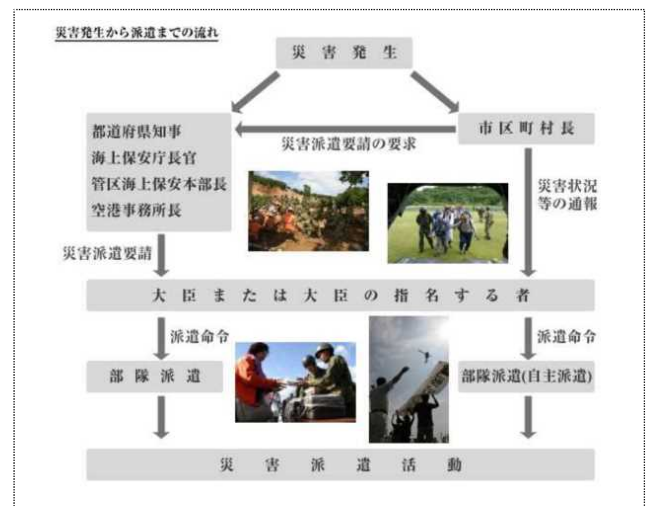 災害発生から派遣までの流れ
災害発生
都道府県知事
海上保安庁長官
管区海上保安本部長
空港事務所長
市区町村長
災害派遣要請の要求
災害状況
等の通報
災害派遣要請
大臣または大臣の指名する者
派遣命令
派遣命令
部隊派遣
部隊派遣(自主派遣)
災害派遣活動